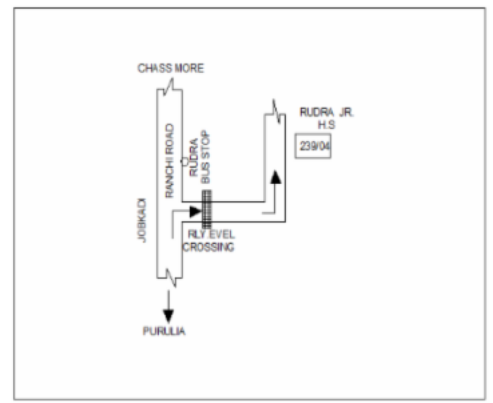 CHASS MORE
RUDRA JR.
H.S
239/04
RANCHI ROAD
RUDRA
BUS STOP
JOBKADI
RLY.EVEL
CROSSING
PURULIA